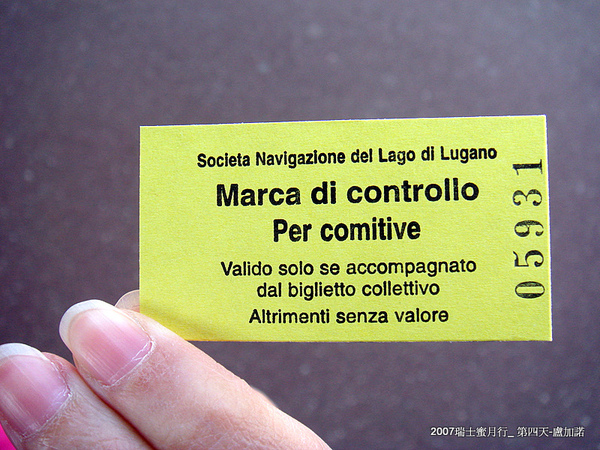 Societa Navigazione del Lago di Lugano
Marca di controllo
Per comitive
Valido solo se accompagnato
dal biglietto collettivo
Altrimenti senza valore
05931
2007瑞士蜜月行_ 第四天-盧加諾